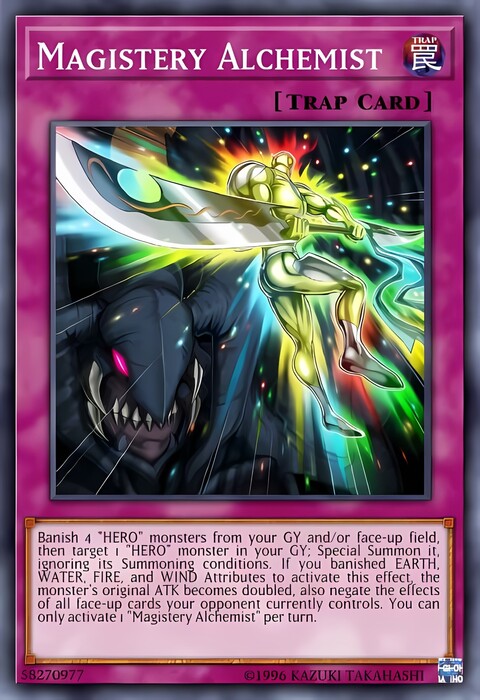 MAGISTERY ALCHEMIST
TRAP
罠
[TRAP CARD]
Banish 4 "HERO" monsters from your GY and/or face-up field,
then target 1 "HERO" monster in your GY; Special Summon it,
ignoring its Summoning conditions. If you banished EARTH,
WATER, FIRE, and WIND Attributes to activate this effect, the
monster's original ATK becomes doubled, also negate the effects
of all face-up cards your opponent currently controls. You can
only activate 1 "Magistery Alchemist" per turn.
58270977
©1996 KAZUKI TAKAHASHI